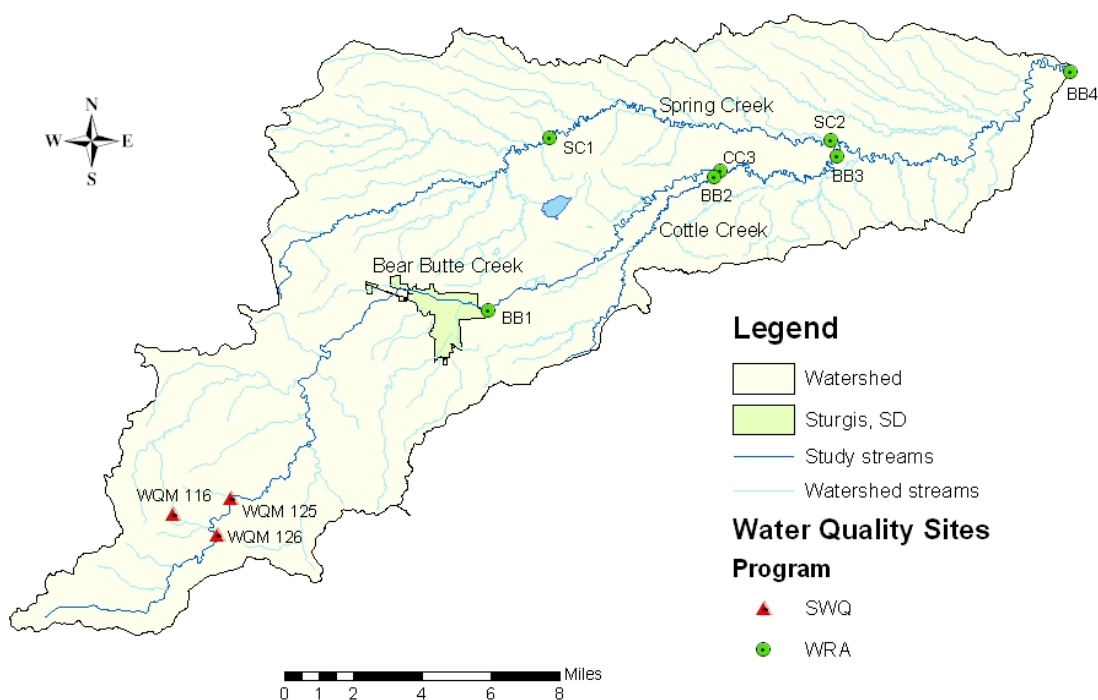 N
W E
S
Spring Creek
BB4
SC1
SC2
CC3
BB3
BB2
Cottle Creek
Bear Butte Creek
BB1
WQM 116
WQM 125
WQM 126
Legend
Watershed
Sturgis, SD
Study streams
Watershed streams
Water Quality Sites
Program
SWQ
WRA
Miles
0 1 2 4 6 8